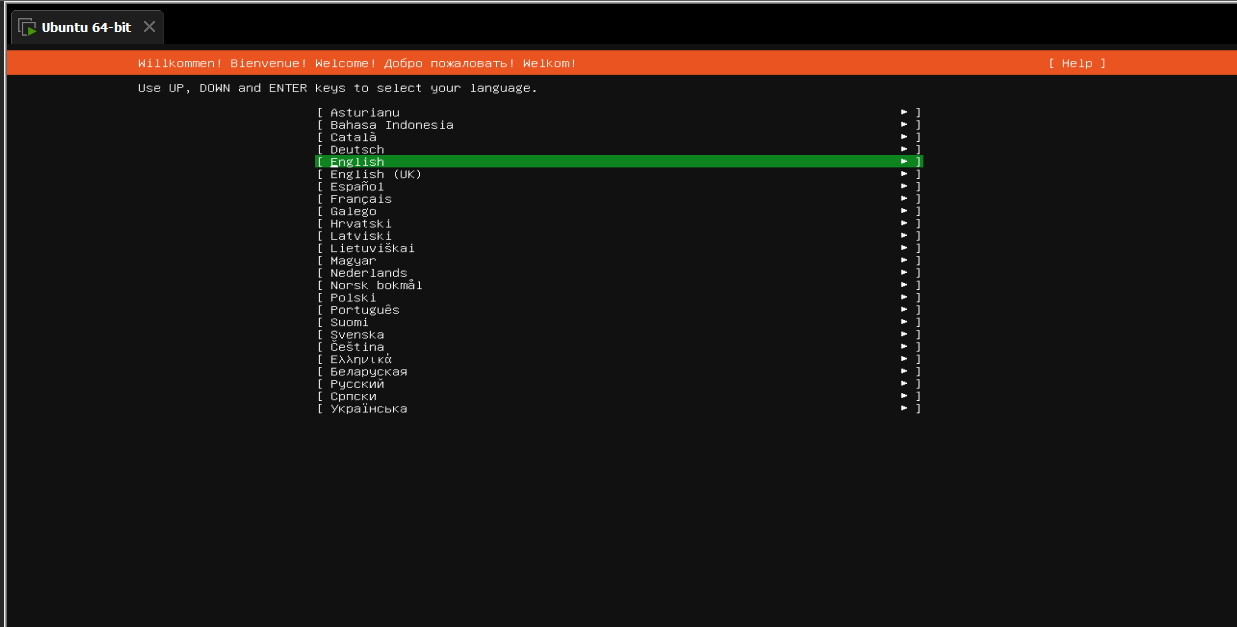 Ubuntu 64-bit
Willkommen! Bienvenue! Welcome! Добро пожаловать! Welkom! [ Help ]
Use UP, DOWN and ENTER keys to select your language.
[ Asturianu ► ]
[ Bahasa Indonesia ► ]
[ Català ► ]
[ Deutsch ► ]
[ English ► ]
[ English (UK) ► ]
[ Español ► ]
[ Français ► ]
[ Galego ► ]
[ Hrvatski ► ]
[ Latviski ► ]
[ Lietuviškai ► ]
[ Magyar ► ]
[ Nederlands ► ]
[ Norsk bokmål ► ]
[ Polski ► ]
[ Português ► ]
[ Suomi ► ]
[ Svenska ► ]
[ Čeština ► ]
[ Ελληνικά ► ]
[ Беларуская ► ]
[ Русский ► ]
[ Српски ► ]
[ Українська ► ]